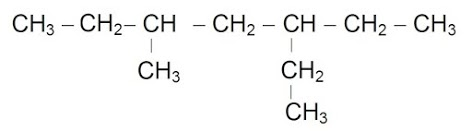 CH₃ – CH₂ – CH – CH₂ – CH – CH₂ – CH₃
CH₃ CH₂
CH₃